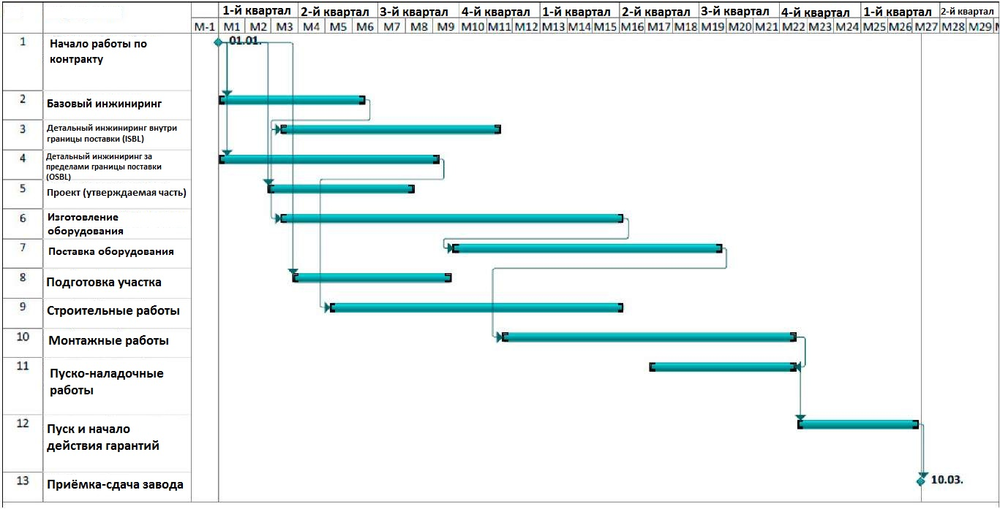 1-й квартал 2-й квартал 3-й квартал 4-й квартал 1-й квартал 2-й квартал 3-й квартал 4-й квартал 1-й квартал 2-й квартал
M-1 M1 M2 M3 M4 M5 M6 M7 M8 M9 M10 M11 M12 M13 M14 M15 M16 M17 M18 M19 M20 M21 M22 M23 M24 M25 M26 M27 M28 M29
1 Начало работы по 01.01.
контракту
2 Базовый инжиниринг
3 Детальный инжиниринг внутри
границы поставки (ISBL)
4 Детальный инжиниринг за
пределами границы поставки
(OSBL)
5 Проект (утверждаемая часть)
6 Изготовление
оборудования
7 Поставка оборудования
8 Подготовка участка
9 Строительные работы
10 Монтажные работы
11 Пуско-наладочные
работы
12 Пуск и начало
действия гарантий
13 Приёмка-сдача завода 10.03.